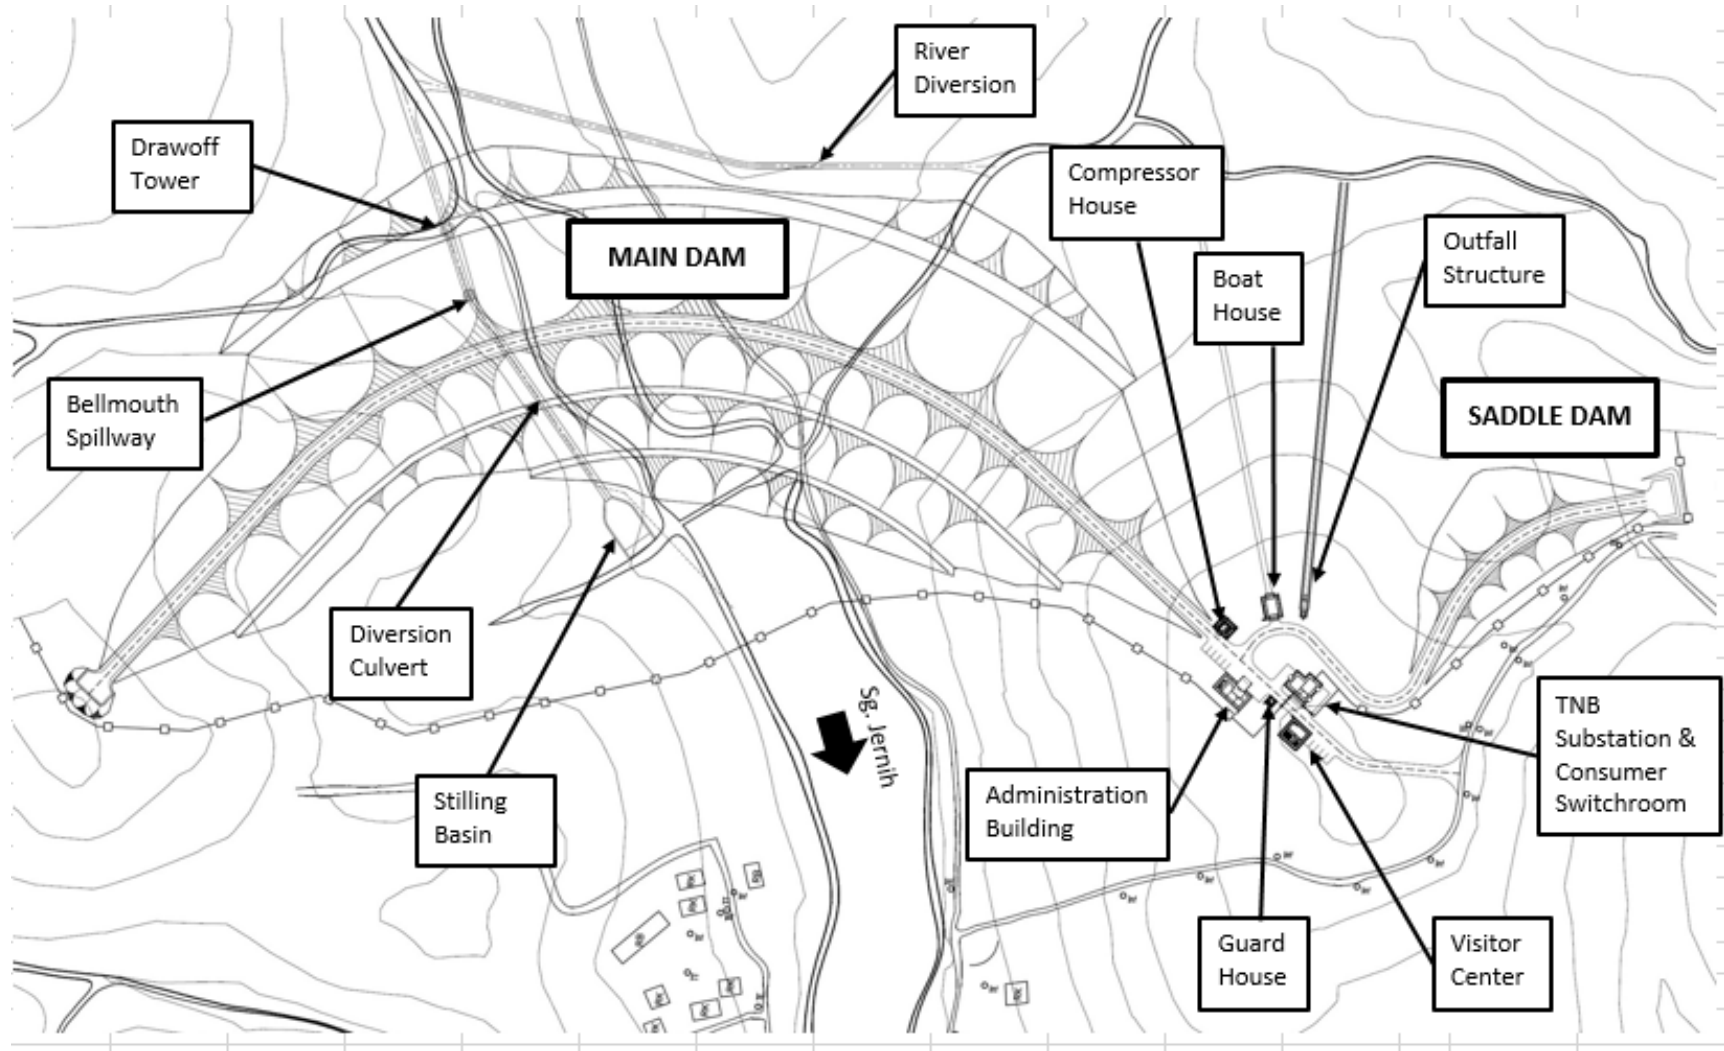 River
Diversion
Drawoff
Tower
Compressor
House
MAIN DAM
Outfall
Structure
Boat
House
Bellmouth
Spillway
SADDLE DAM
Diversion
Culvert
Sg. Jernih
TNB
Substation &
Consumer
Switchroom
Stilling
Basin
Administration
Building
Guard
House
Visitor
Center